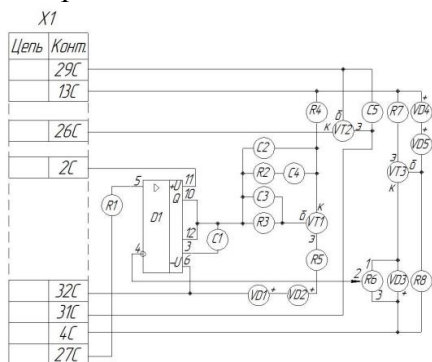 X1
Цепь Конт.
29С
13С
26С
2С
32С
31С
4С
27С
R1
5
4
D1
+U
Q
-U
11
10
12
3
6
C1
C2
R2
C4
C3
R3
R4
б
к
VT2
э
C5
R7
VD4
+
VD5
+
э
VT3
б
к
к
б
VT1
э
R5
VD1
+
VD2
+
2
1
R6
3
VD3
+
R8